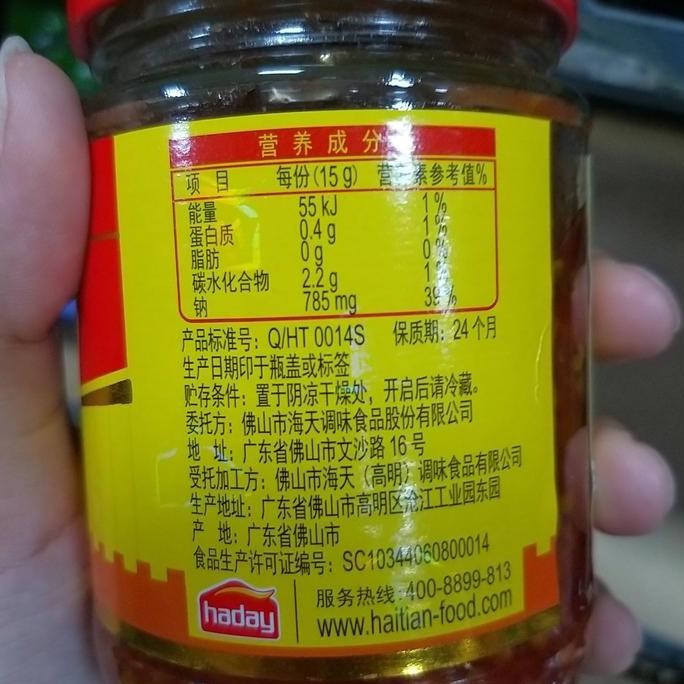 营养成分
项 目 每份(15g) 营 素参考值%
能量 55 kJ 1%
蛋白质 0.4 g 1%
脂肪 0 g 0%
碳水化合物 2.2 g 1%
钠 785 mg 39%
产品标准号：Q/HT 0014S 保质期：24个月
生产日期印于瓶盖或标签
贮存条件：置于阴凉干燥处，开启后请冷藏。
委托方：佛山市海天调味食品股份有限公司
地 址：广东省佛山市文沙路16号
受托加工方：佛山市海天（高明）调味食品有限公司
生产地址：广东省佛山市高明区沧江工业园东园
产 地：广东省佛山市
食品生产许可证编号：SC10344060800014
haday
服务热线：400-8899-813
www.haitian-food.com